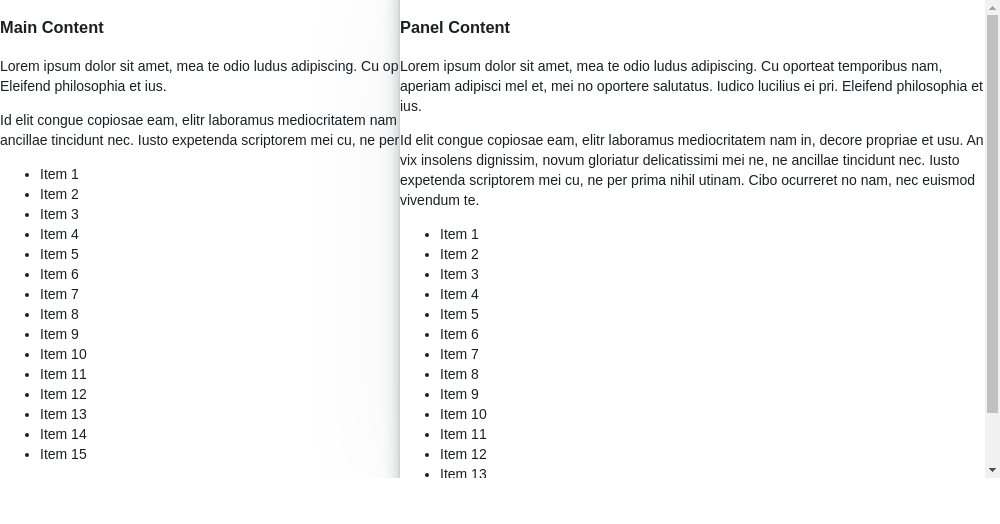 Main Content
Lorem ipsum dolor sit amet, mea te odio ludus adipiscing. Cu op
Eleifend philosophia et ius.
Id elit congue copiosae eam, elitr laboramus mediocritatem nam
ancillae tincidunt nec. Iusto expetenda scriptorem mei cu, ne per
Item 1
Item 2
Item 3
Item 4
Item 5
Item 6
Item 7
Item 8
Item 9
Item 10
Item 11
Item 12
Item 13
Item 14
Item 15
Panel Content
Lorem ipsum dolor sit amet, mea te odio ludus adipiscing. Cu oporteat temporibus nam,
aperiam adipisci mel et, mei no oportere salutatus. Iudico lucilius ei pri. Eleifend philosophia et
ius.
Id elit congue copiosae eam, elitr laboramus mediocritatem nam in, decore propriae et usu. An
vix insolens dignissim, novum gloriatur delicatissimi mei ne, ne ancillae tincidunt nec. Iusto
expetenda scriptorem mei cu, ne per prima nihil utinam. Cibo ocurreret no nam, nec euismod
vivendum te.
Item 1
Item 2
Item 3
Item 4
Item 5
Item 6
Item 7
Item 8
Item 9
Item 10
Item 11
Item 12
Item 13